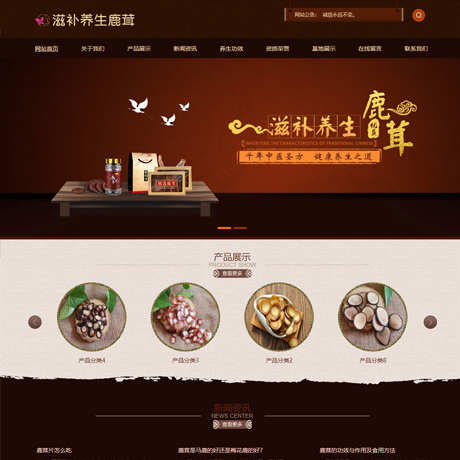 滋补养生鹿茸
网站公告: 诚信永远不变。
网站首页 关于我们 产品展示 新闻资讯 养生功效 资质荣誉 基地展示 在线留言 联系我们
滋补养生 鹿茸
INHERITING THE CHARACTERISTICS OF TRADITIONAL CHINESE
千年中医圣方 健康养生之道
产品展示
PRODUCT SHOW
查看更多
产品分类4 产品分类3 产品分类2 产品分类8
新闻资讯
NEWS CENTER
查看更多
鹿茸片怎么吃 鹿茸是马鹿的好还是梅花鹿的好? 鹿茸的功效与作用及食用方法